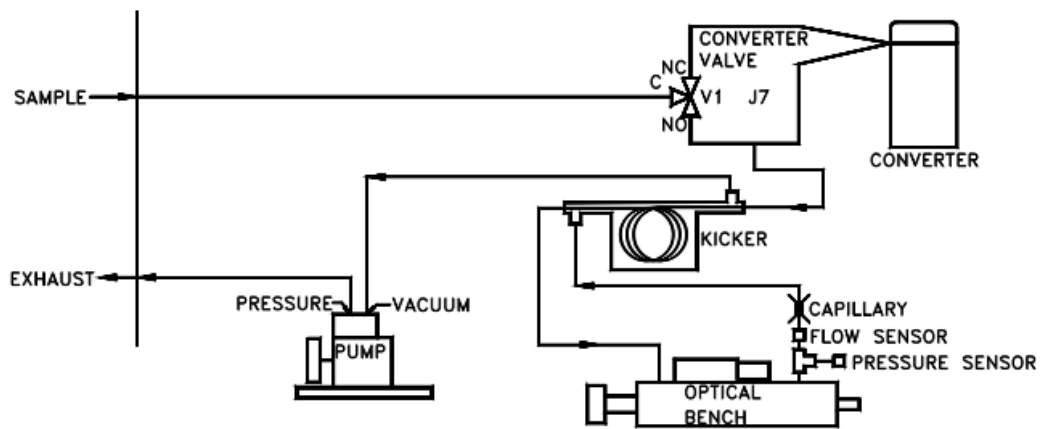 CONVERTER
VALVE
NC
C
SAMPLE
V1
J7
NO
CONVERTER
KICKER
EXHAUST
PRESSURE
VACUUM
CAPILLARY
FLOW SENSOR
PUMP
PRESSURE SENSOR
OPTICAL
BENCH